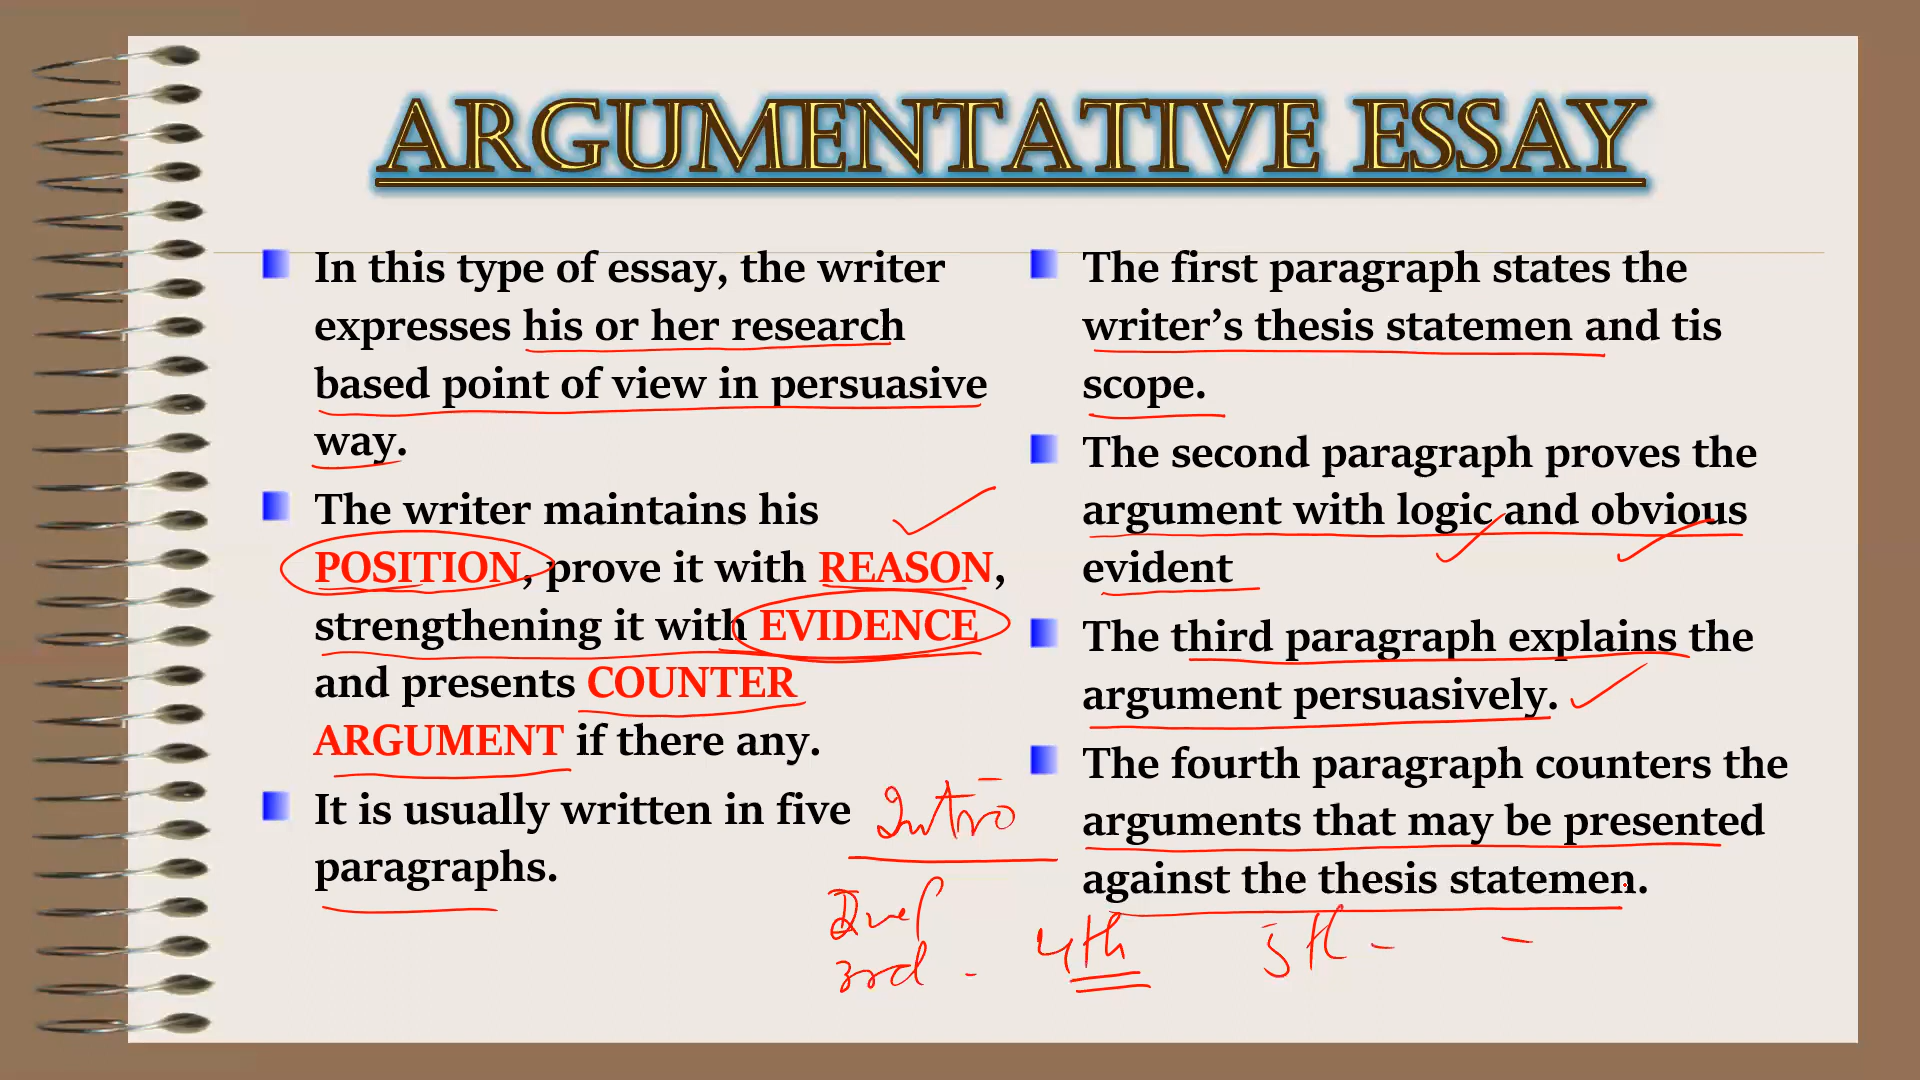 ARGUMENTATIVE ESSAY
In this type of essay, the writer
expresses his or her research
based point of view in persuasive
way.
The writer maintains his
POSITION, prove it with REASON,
strengthening it with EVIDENCE
and presents COUNTER
ARGUMENT if there any.
It is usually written in five
paragraphs.
The first paragraph states the
writer’s thesis statemen and tis
scope.
The second paragraph proves the
argument with logic and obvious
evident
The third paragraph explains the
argument persuasively.
The fourth paragraph counters the
arguments that may be presented
against the thesis statemen.
Intro
3rd - 4th 5th - -